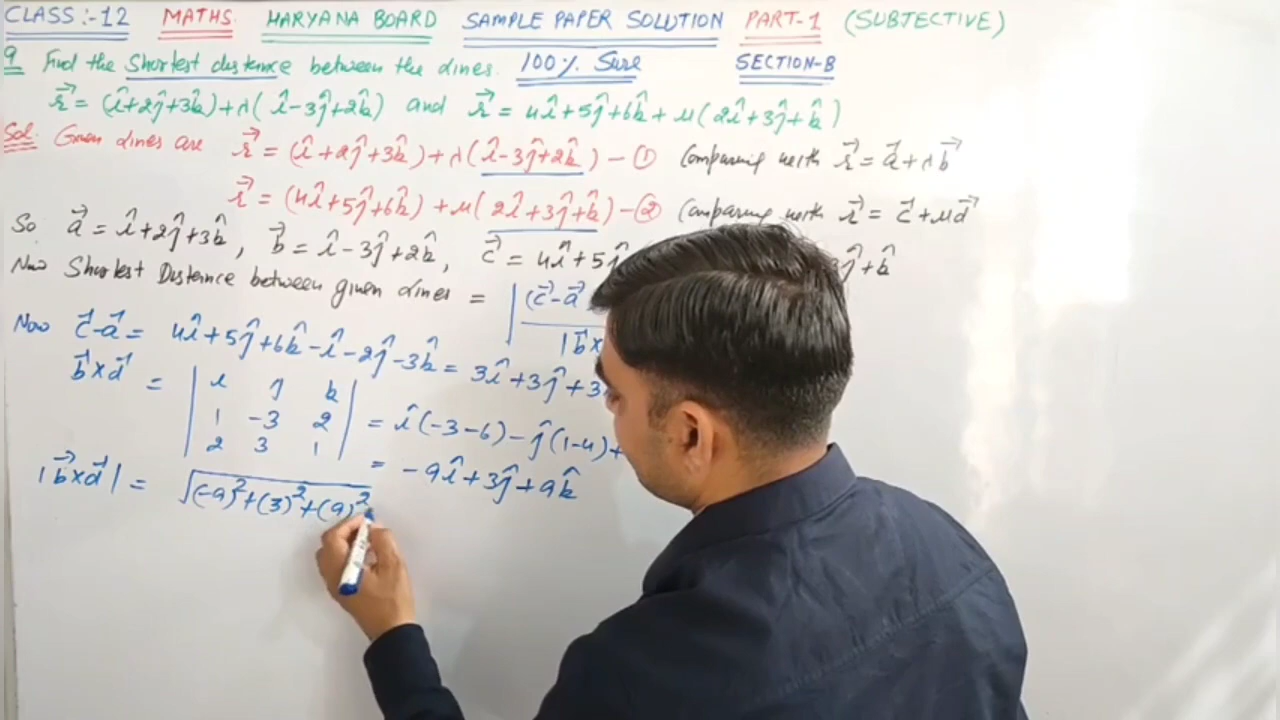 CLASS:-12 MATHS. HARYANA BOARD SAMPLE PAPER SOLUTION PART-1 (SUBJECTIVE)
9 Find the Shortest distance between the lines. 100% Sure SECTION-B
r⃗ = (î+2ĵ+3k̂)+λ(î-3ĵ+2k̂) and r⃗ = 4î+5ĵ+6k̂+μ(2î+3ĵ+k̂)
Sol. Given Lines are r⃗ = (î+2ĵ+3k̂)+λ(î-3ĵ+2k̂) - ① Comparing with r⃗ = a⃗+λb⃗
r⃗ = (4î+5ĵ+6k̂)+μ(2î+3ĵ+k̂) - ② Comparing with r⃗ = c⃗+μd⃗
So a⃗ = î+2ĵ+3k̂, b⃗ = î-3ĵ+2k̂, c⃗ = 4î+5ĵ ĵ+k̂
Now Shortest Distance between given Lines = |(c⃗-a⃗
|b⃗×
Now c⃗-a⃗ = 4î+5ĵ+6k̂-î-2ĵ-3k̂ = 3î+3ĵ+3
b⃗×d⃗ = | i j k
1 -3 2 | = î(-3-6)-ĵ(1-4)+
2 3 1
= -9î+3ĵ+9k̂
|b⃗×d⃗| = √(-9)²+(3)²+(9)²